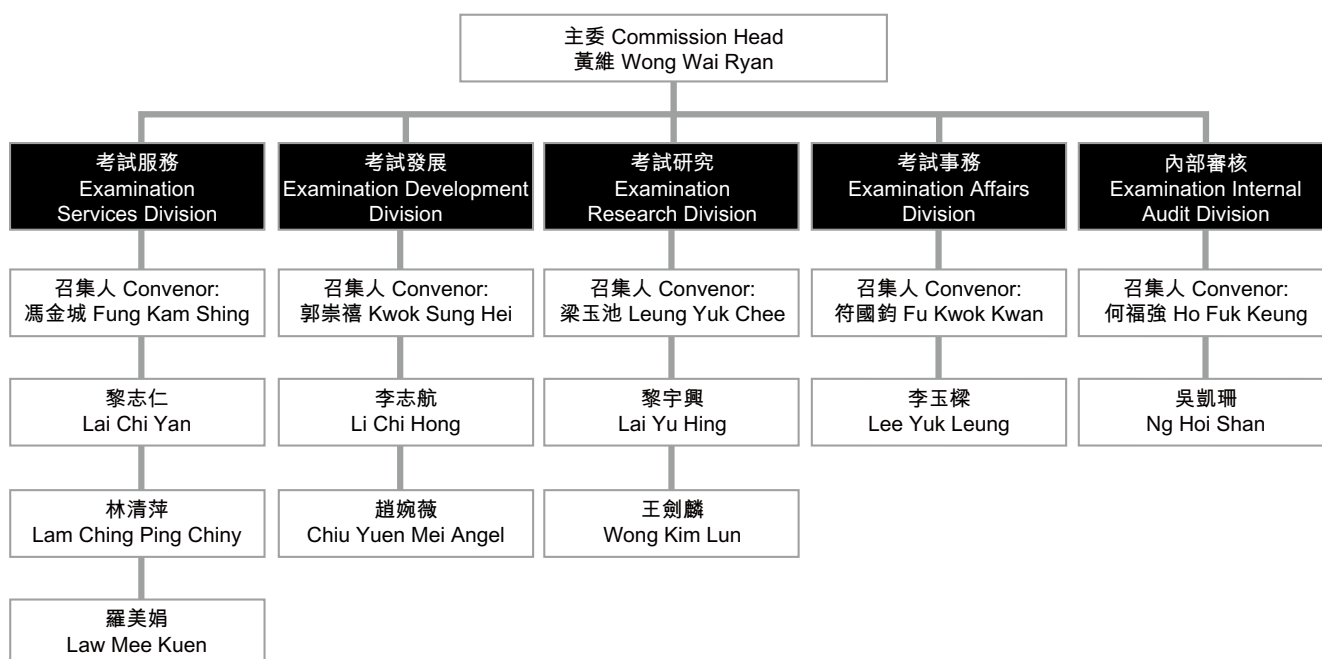 主委 Commission Head
黃維 Wong Wai Ryan
考試服務
Examination
Services Division
考試發展
Examination Development
Division
考試研究
Examination
Research Division
考試事務
Examination Affairs
Division
內部審核
Examination Internal
Audit Division
召集人 Convenor:
馮金城 Fung Kam Shing
召集人 Convenor:
郭崇禧 Kwok Sung Hei
召集人 Convenor:
梁玉池 Leung Yuk Chee
召集人 Convenor:
符國鈞 Fu Kwok Kwan
召集人 Convenor:
何福強 Ho Fuk Keung
黎志仁
Lai Chi Yan
李志航
Li Chi Hong
黎宇興
Lai Yu Hing
李玉樑
Lee Yuk Leung
吳凱珊
Ng Hoi Shan
林清萍
Lam Ching Ping Chiny
趙婉薇
Chiu Yuen Mei Angel
王劍麟
Wong Kim Lun
羅美娟
Law Mee Kuen